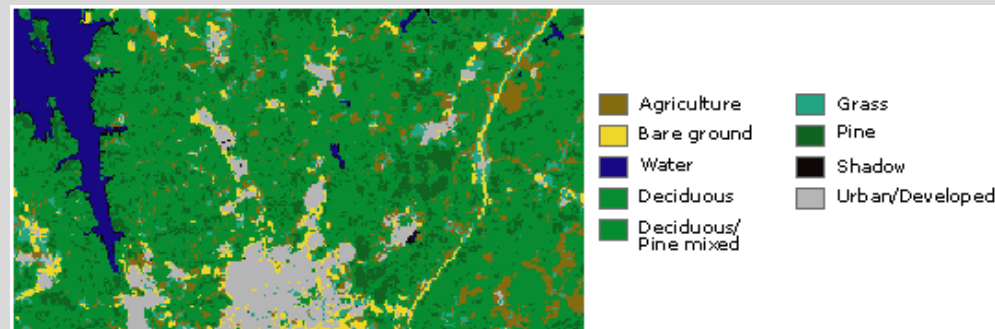 Agriculture
Bare ground
Water
Deciduous
Deciduous/
Pine mixed
Grass
Pine
Shadow
Urban/Developed